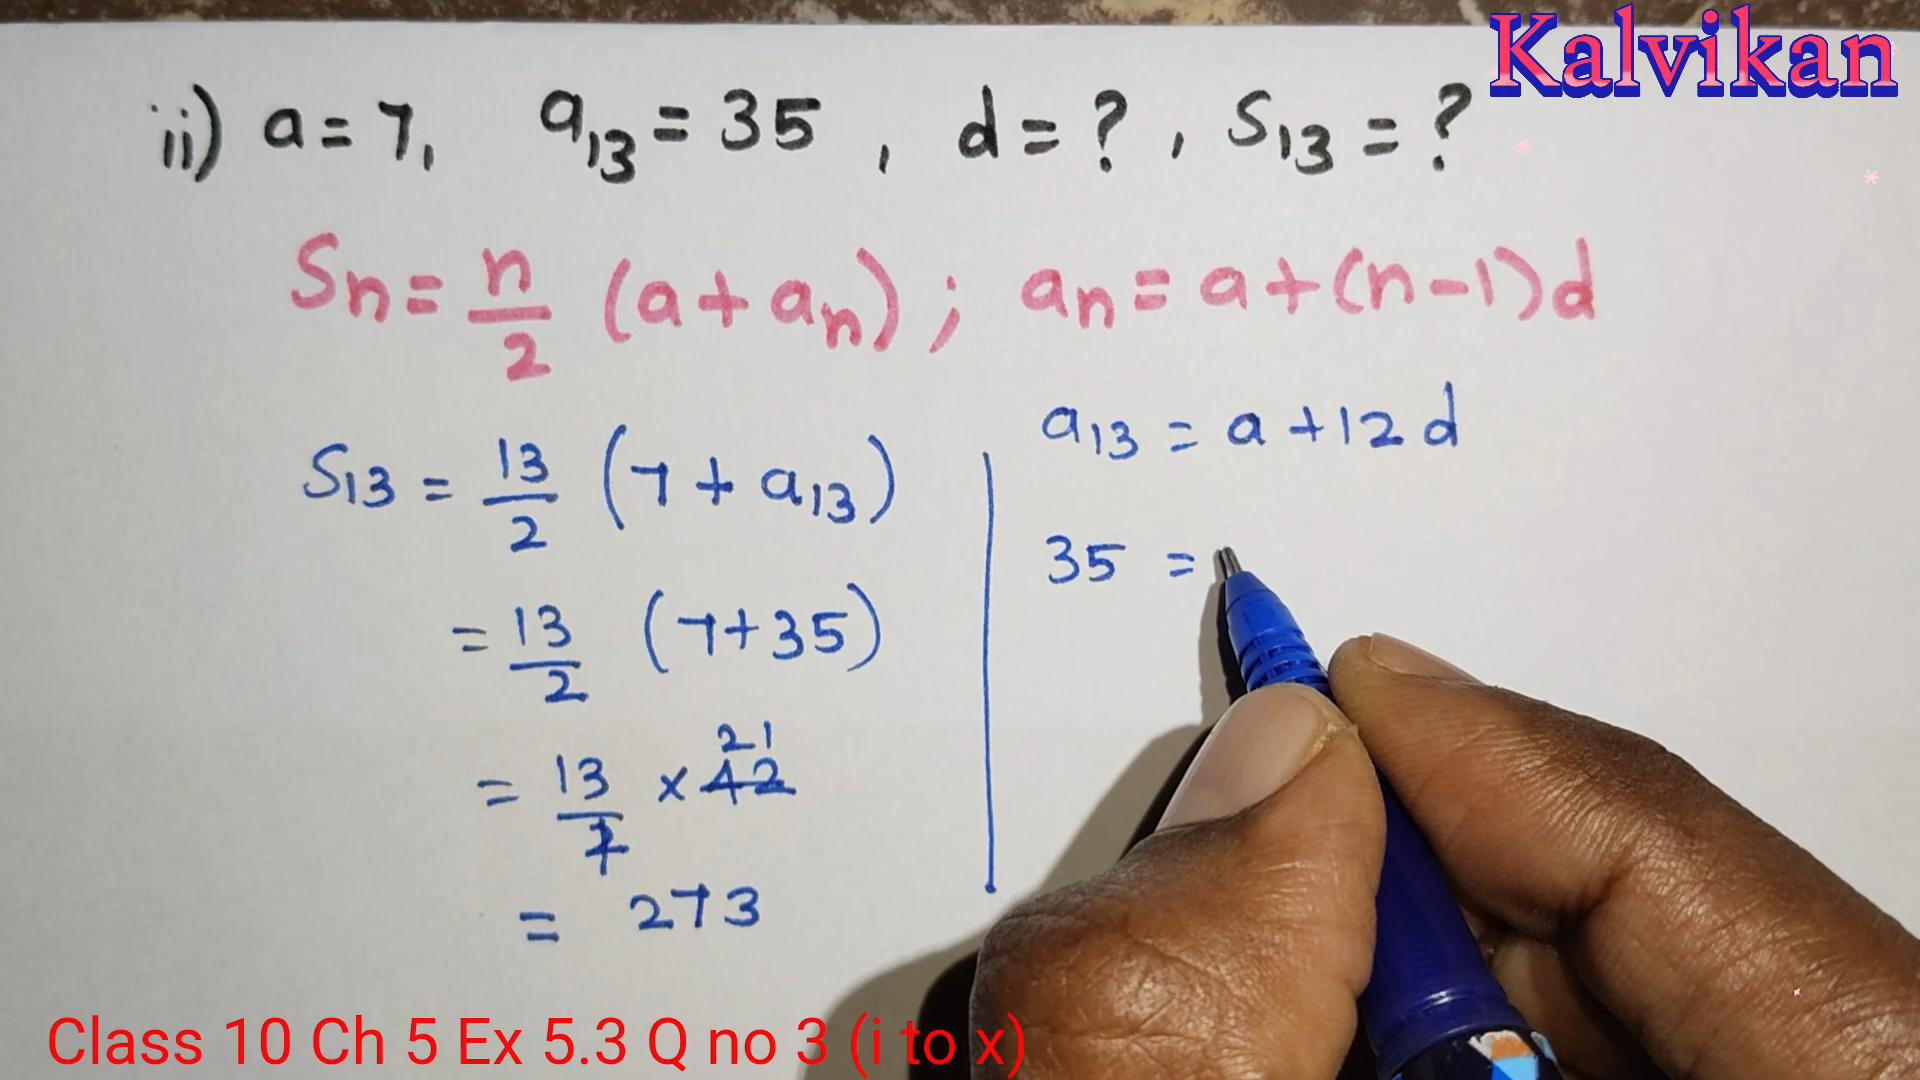 Kalvikan
ii) a = 7, a₁₃ = 35, d = ?, S₁₃ = ?
Sn = n/2 (a + an) ; an = a + (n - 1)d
S₁₃ = 13/2 (7 + a₁₃)
= 13/2 (7 + 35)
= 13/2 × 42 21
= 273
a₁₃ = a + 12d
35 =
Class 10 Ch 5 Ex 5.3 Q no 3 (i to x)